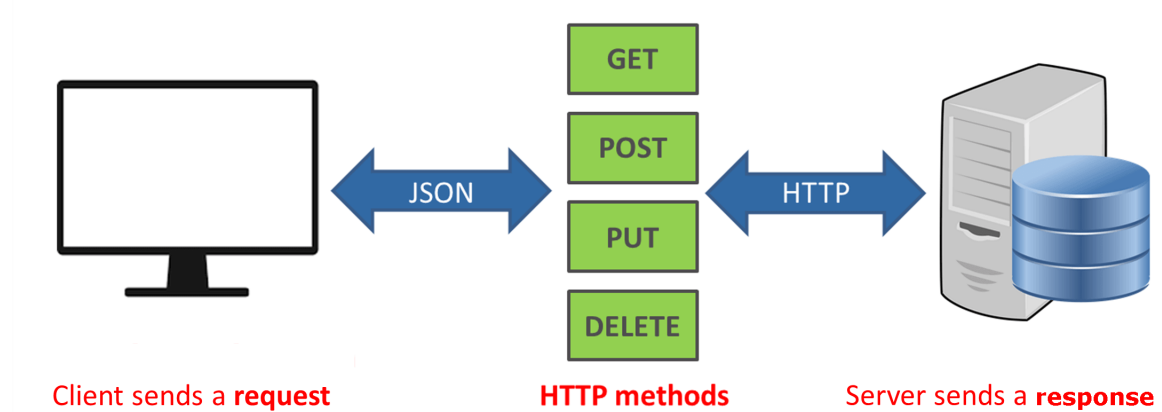 GET
POST
JSON
HTTP
PUT
DELETE
Client sends a request
HTTP methods
Server sends a response